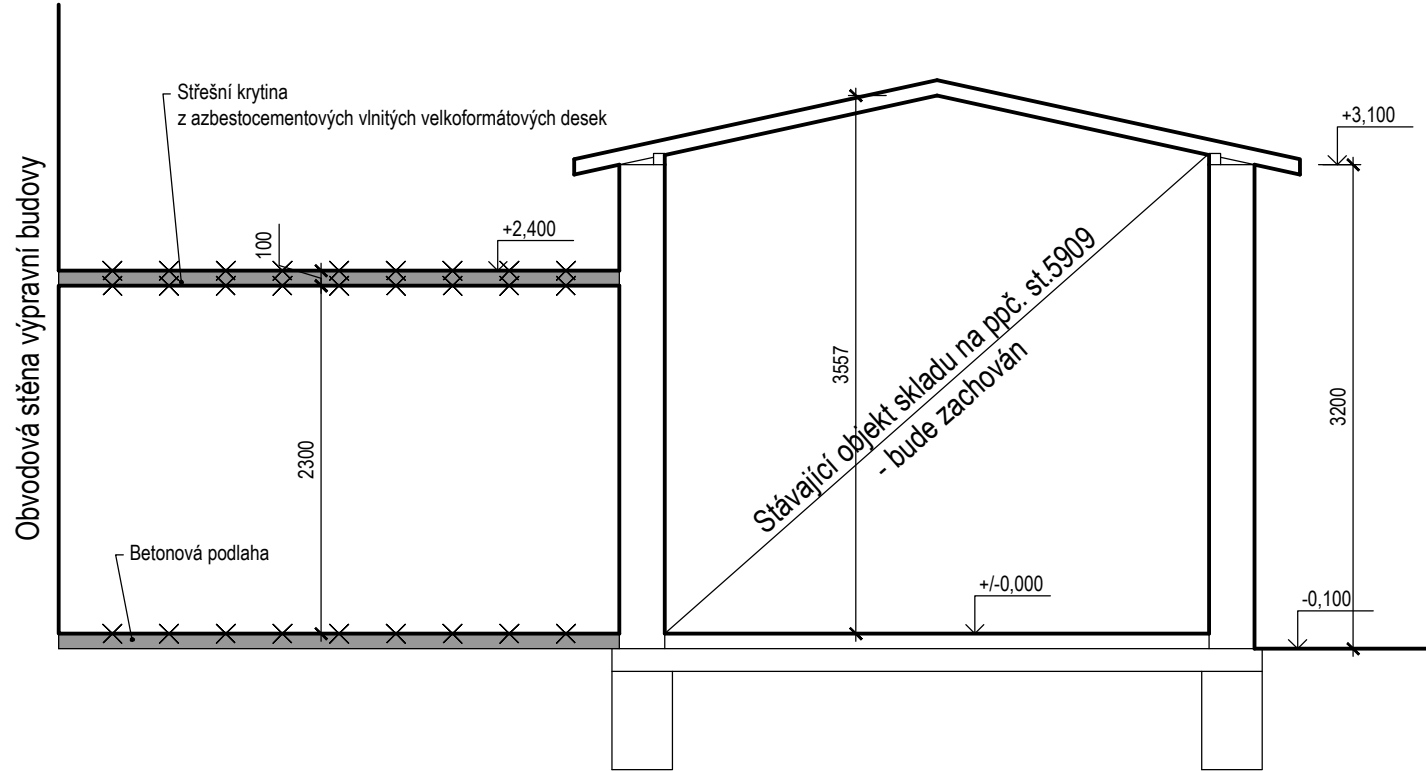 Střešní krytina
z azbestocementových vlnitých velkoformátových desek
+3,100
Obvodová stěna výpravní budovy
100
+2,400
Stávající objekt skladu na ppč. st.5909
- bude zachován
3557
3200
2300
Betonová podlaha
+/-0,000
-0,100